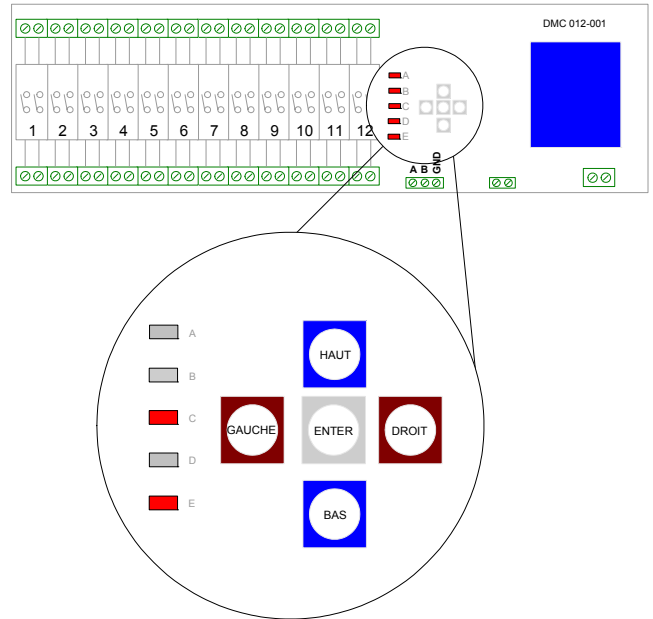 DMC 012-001
A
B
C
D
E
1 2 3 4 5 6 7 8 9 10 11 12
A B GND
A
B
C
D
E
HAUT
GAUCHE ENTER DROIT
BAS